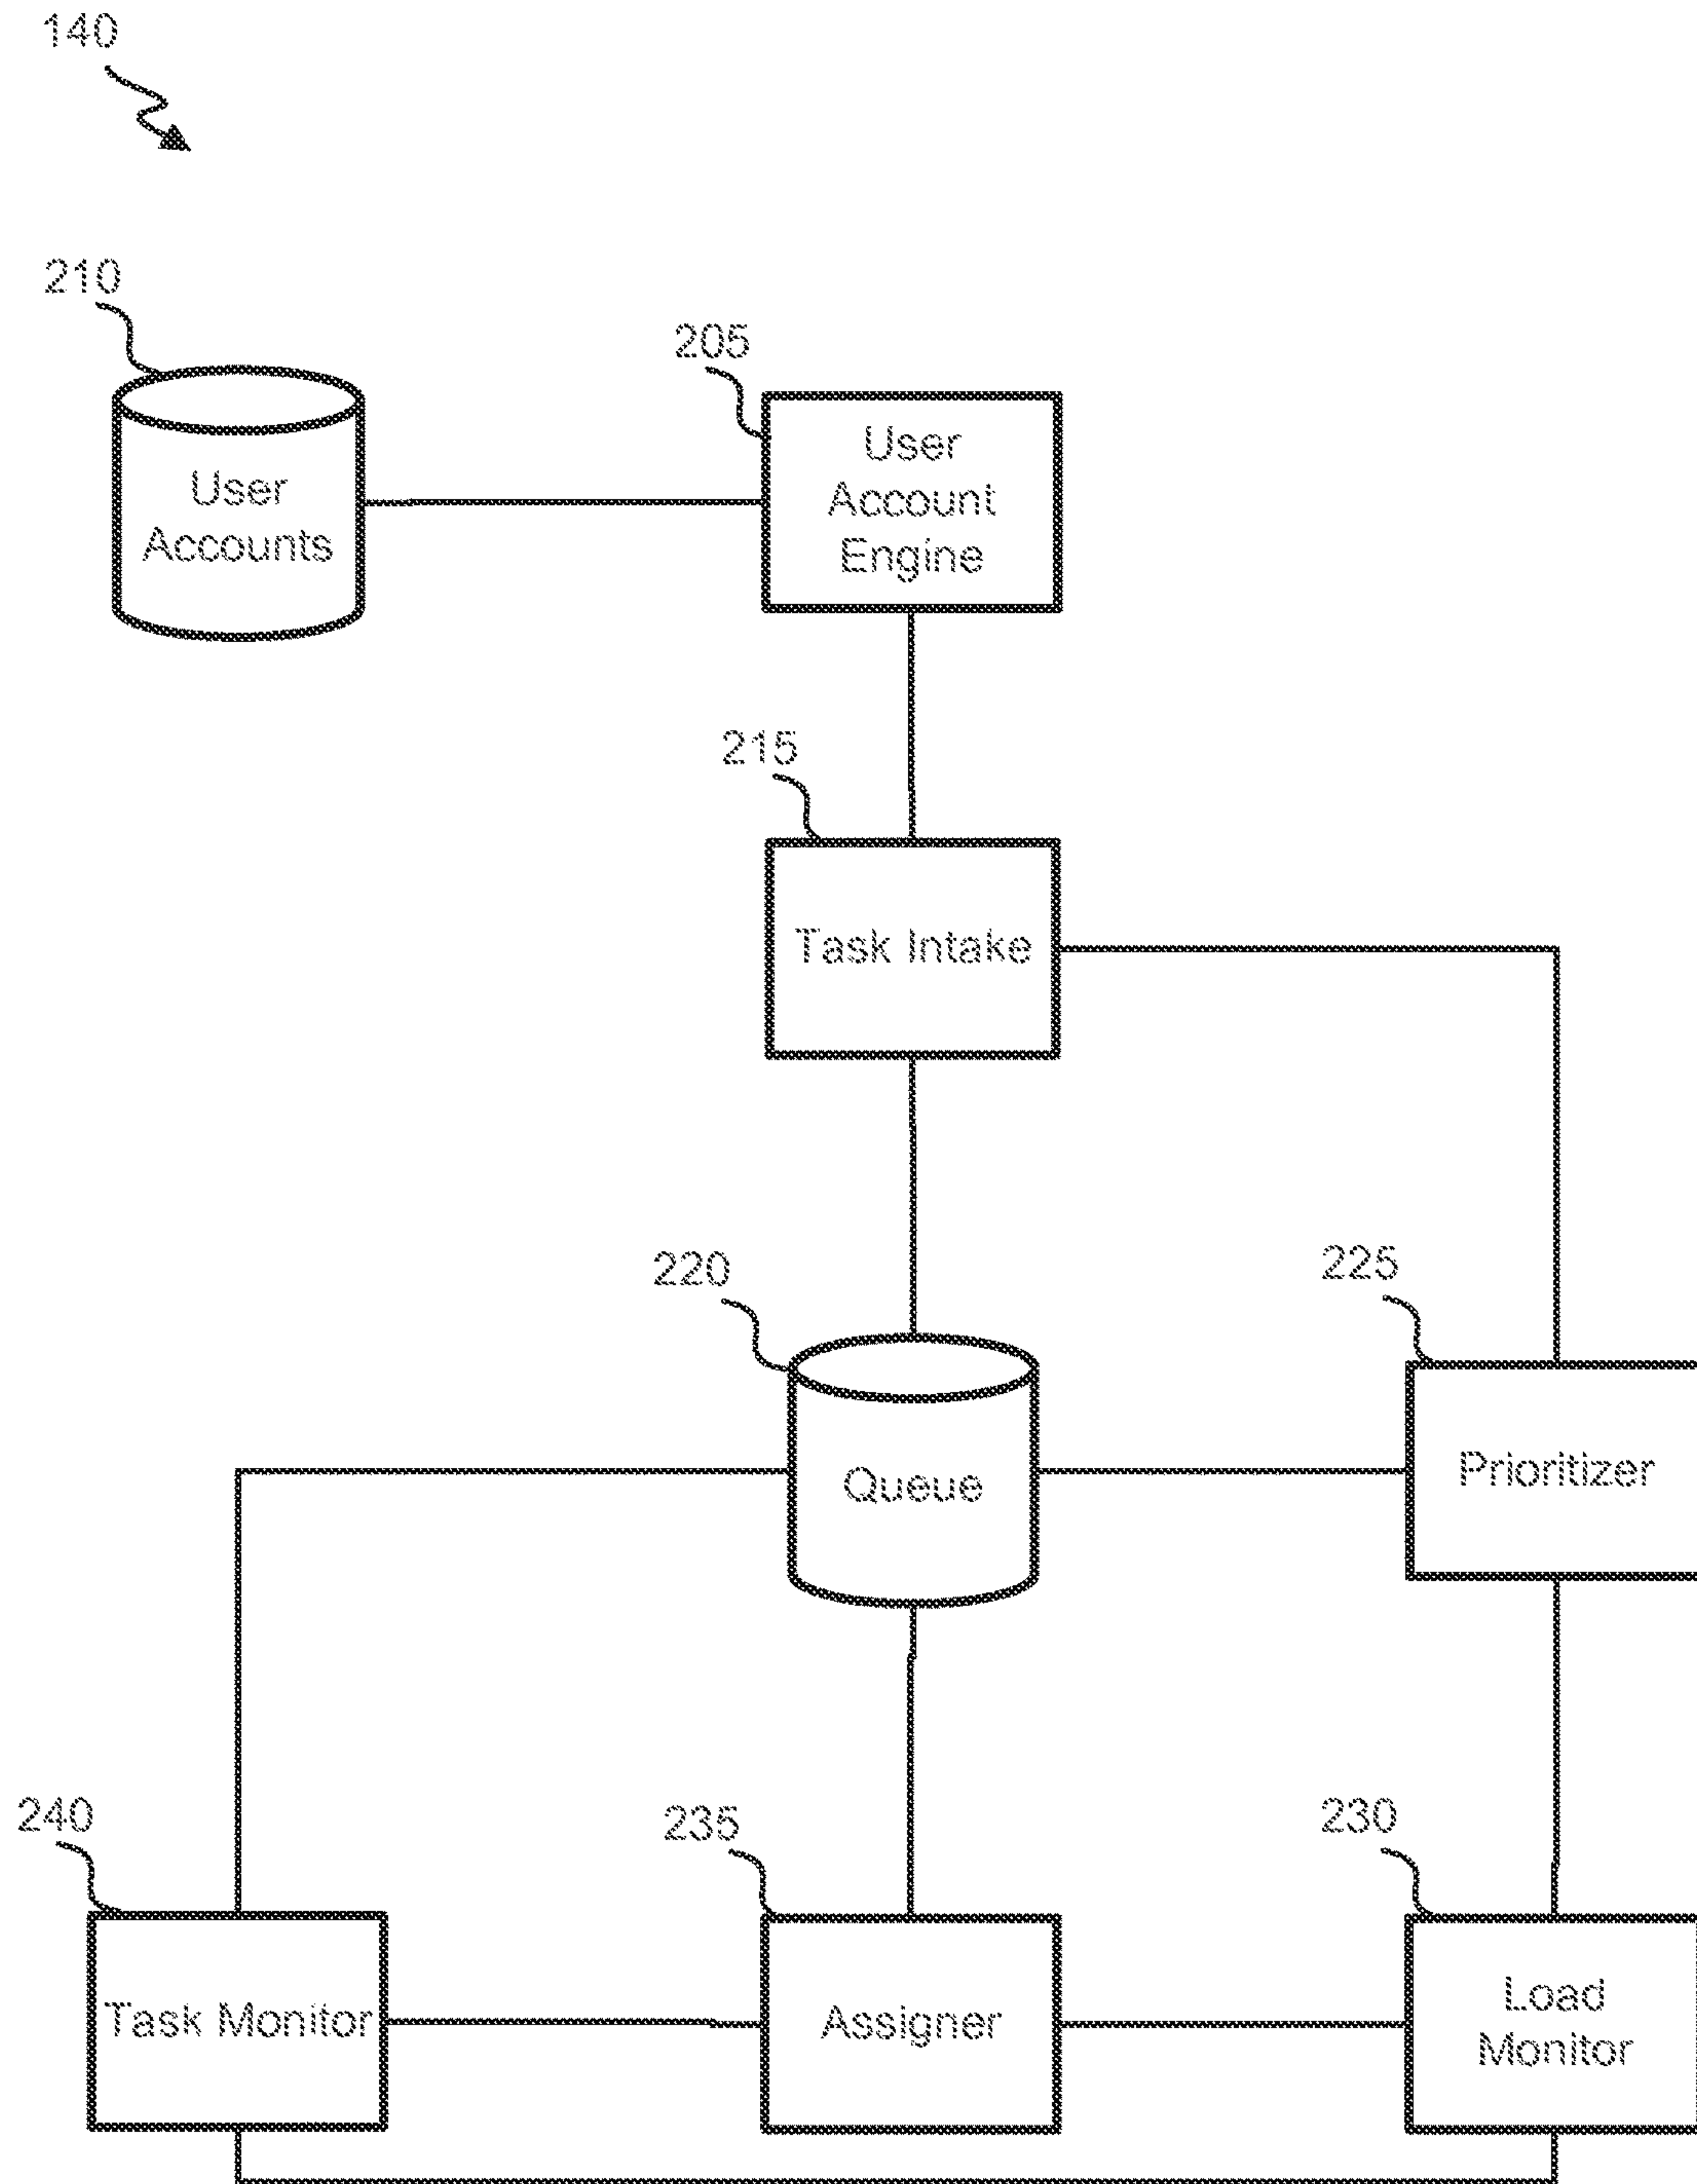 140
210
205
User
Accounts
User
Account
Engine
215
Task Intake
220
225
Queue
Prioritizer
240
235
230
Task Monitor
Assigner
Load
Monitor